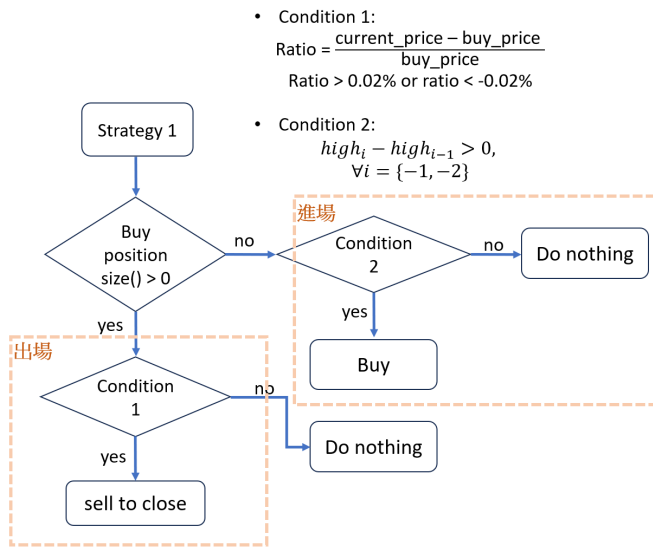 • Condition 1:
Ratio = current_price – buy_price
buy_price
Ratio > 0.02% or ratio < -0.02%
• Condition 2:
highᵢ − highᵢ₋₁ > 0,
∀i = {−1, −2}
Strategy 1
進場
Buy
position
size() > 0
no
Condition
2
no
Do nothing
yes
Buy
yes
出場
Condition
1
no
Do nothing
yes
sell to close